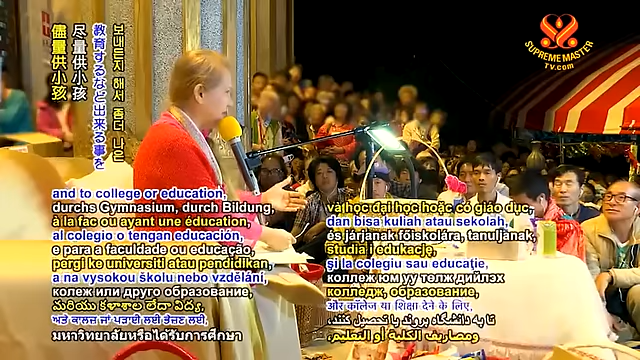 SUPREME MASTER
TV.com
儘量供小孩
尽量供小孩
教育するなど出来る事を
보내든지 해서 좀더 나은
and to college or education,
durchs Gymnasium, durch Bildung,
à la fac ou ayant une éducation,
al colegio o tengan educación,
e para a faculdade ou educação,
pergi ke universiti atau pendidikan,
a na vysokou školu nebo vzdělání,
колеж или друго образование,
మరియు కళాశాల లేదా విద్య,
ਅਤੇ ਕਾਲਜ ਜਾਂ ਪੜਾਈ ਲਈ ਭੇਜਣ ਲਈ,
มหาวิทยาลัยหรือได้รับการศึกษา
và học đại học hoặc có giáo dục,
dan bisa kuliah atau sekolah,
és járjanak főiskolára, tanuljanak,
studia i edukację,
şi la colegiu sau educaţie,
коллеж юм уу тэлж дийлэх
колледж, образование,
और कॉलेज या शिक्षा देने के लिए,
تا به دانشگاه بروند یا تحصیل کنند،
ومصاريف الكلية أو التعليم،